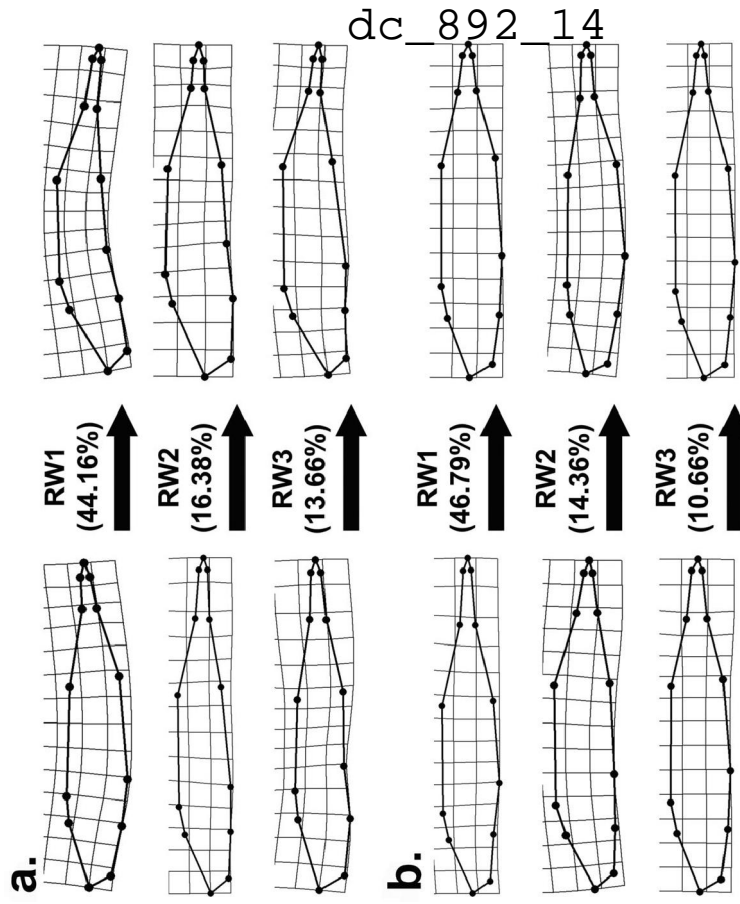 dc_892_14
a.
RW1
(44.16%)
RW2
(16.38%)
RW3
(13.66%)
b.
RW1
(46.79%)
RW2
(14.36%)
RW3
(10.66%)